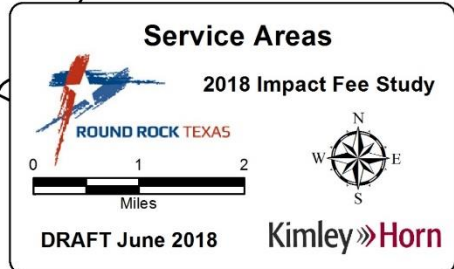 Service Areas
2018 Impact Fee Study
ROUND ROCK TEXAS
N
W E
S
0 1 2
Miles
DRAFT June 2018
Kimley»Horn